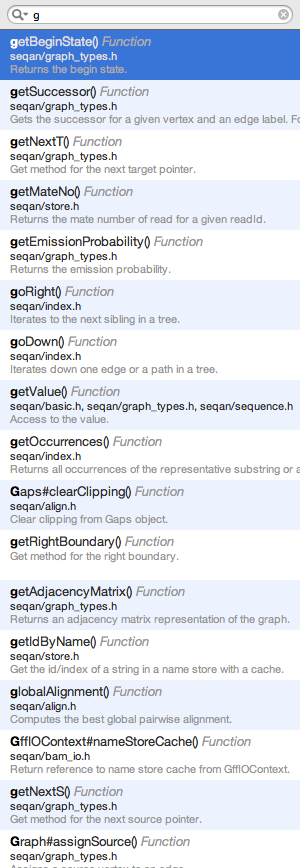 g
getBeginState() Function
seqan/graph_types.h
Returns the begin state.
getSuccessor() Function
seqan/graph_types.h
Gets the successor for a given vertex and an edge label. Fo
getNextT() Function
seqan/graph_types.h
Get method for the next target pointer.
getMateNo() Function
seqan/store.h
Returns the mate number of read for a given readId.
getEmissionProbability() Function
seqan/graph_types.h
Returns the emission probability.
goRight() Function
seqan/index.h
Iterates to the next sibling in a tree.
goDown() Function
seqan/index.h
Iterates down one edge or a path in a tree.
getValue() Function
seqan/basic.h, seqan/graph_types.h, seqan/sequence.h
Access to the value.
getOccurrences() Function
seqan/index.h
Returns all occurrences of the representative substring or a
Gaps#clearClipping() Function
seqan/align.h
Clear clipping from Gaps object.
getRightBoundary() Function
Get method for the right boundary.
getAdjacencyMatrix() Function
seqan/graph_types.h
Returns an adjacency matrix representation of the graph.
getIdByName() Function
seqan/store.h
Get the id/index of a string in a name store with a cache.
globalAlignment() Function
seqan/align.h
Computes the best global pairwise alignment.
GffIOContext#nameStoreCache() Function
seqan/bam_io.h
Return reference to name store cache from GffIOContext.
getNextS() Function
seqan/graph_types.h
Get method for the next source pointer.
Graph#assignSource() Function
seqan/graph_types.h